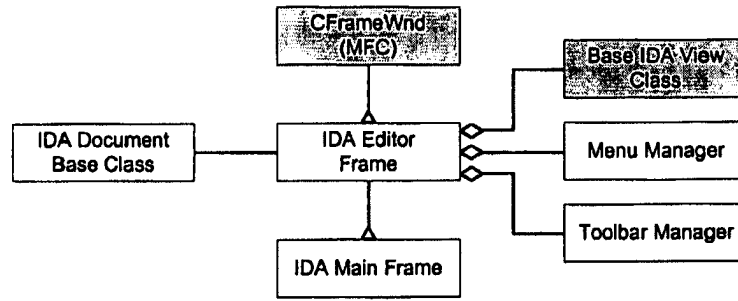 CFrameWnd
(MFC)
Base IDA View
Class
IDA Document
Base Class
IDA Editor
Frame
Menu Manager
Toolbar Manager
IDA Main Frame